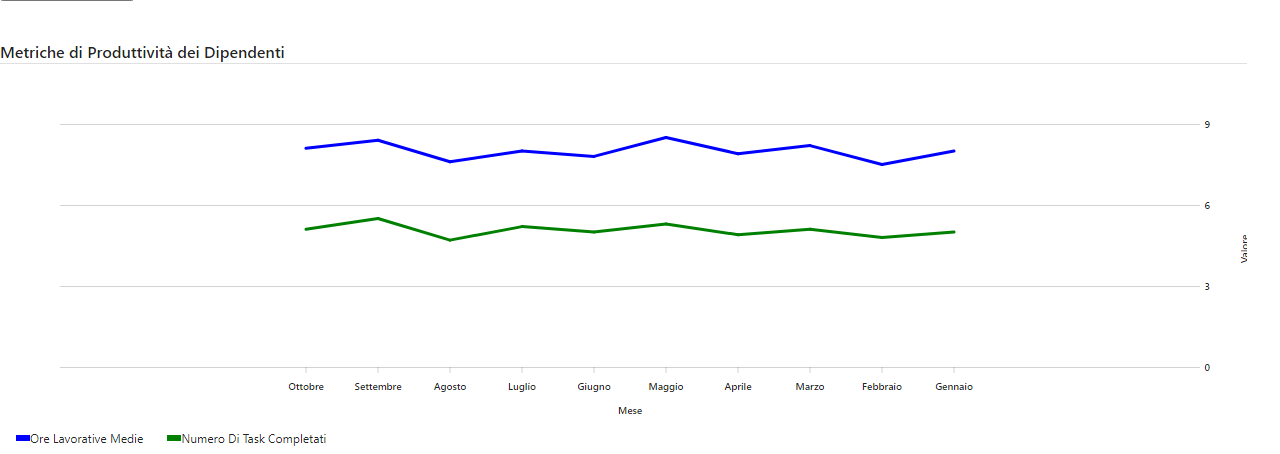 Metriche di Produttività dei Dipendenti
9
6
3
0
Valore
Ottobre Settembre Agosto Luglio Giugno Maggio Aprile Marzo Febbraio Gennaio
Mese
Ore Lavorative Medie Numero Di Task Completati